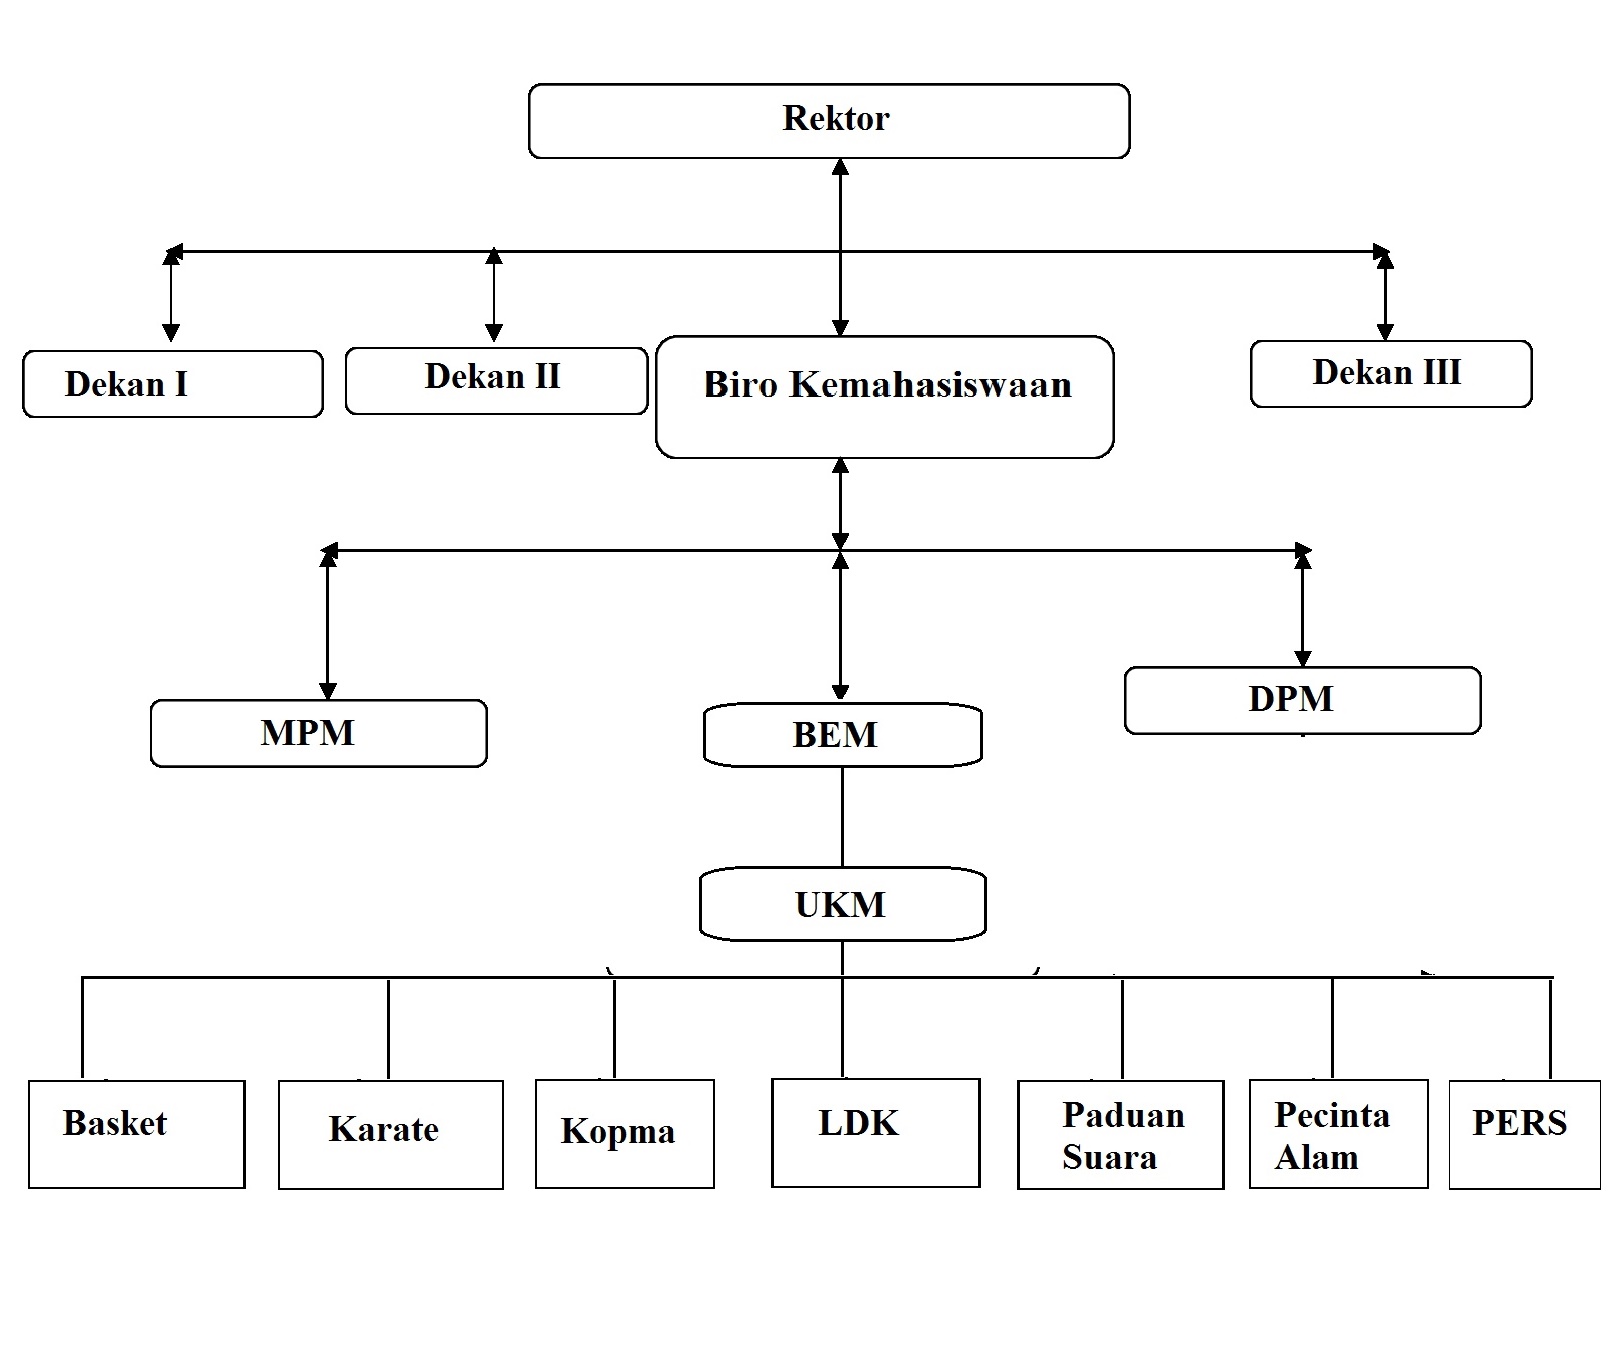 Rektor
Dekan I
Dekan II
Biro Kemahasiswaan
Dekan III
MPM
BEM
DPM
UKM
Basket
Karate
Kopma
LDK
Paduan
Suara
Pecinta
Alam
PERS